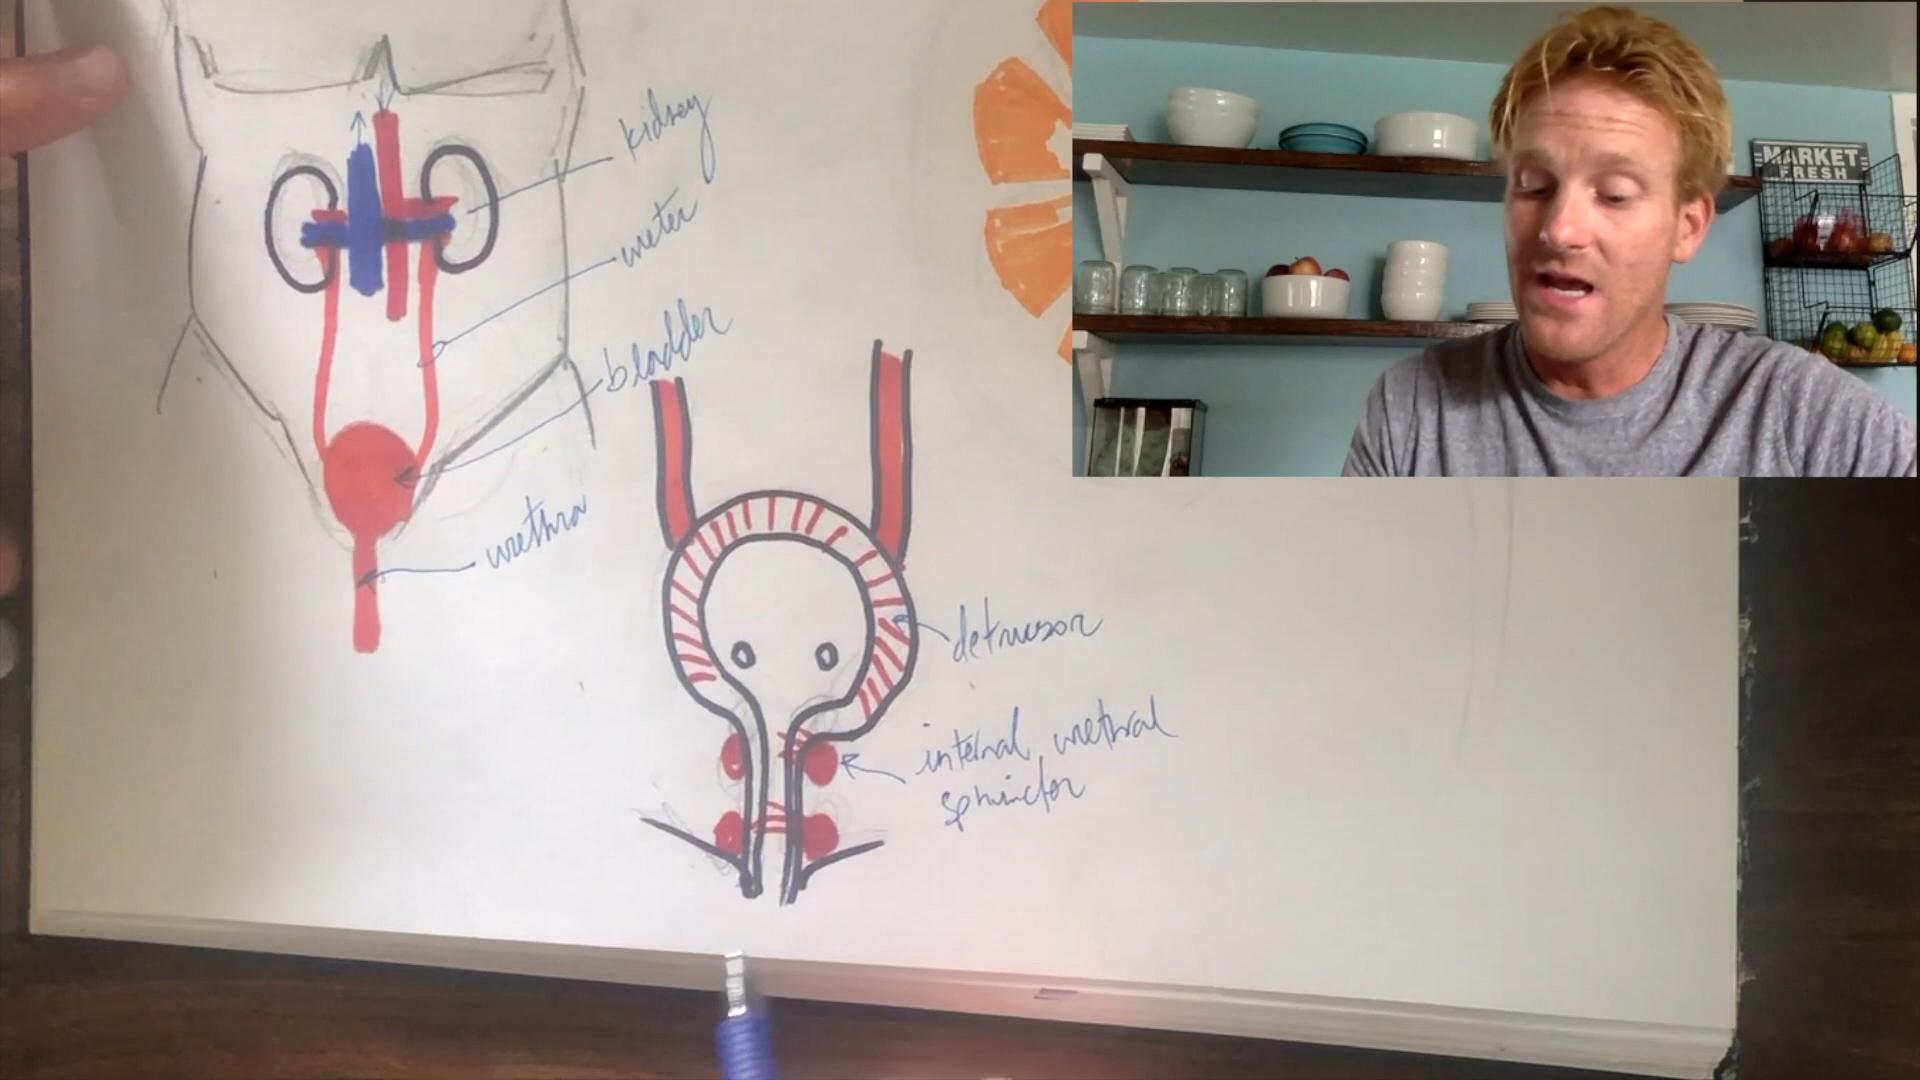 kidney
ureter
bladder
urethra
detrusor
internal urethral
sphincter
MARKET
FRESH